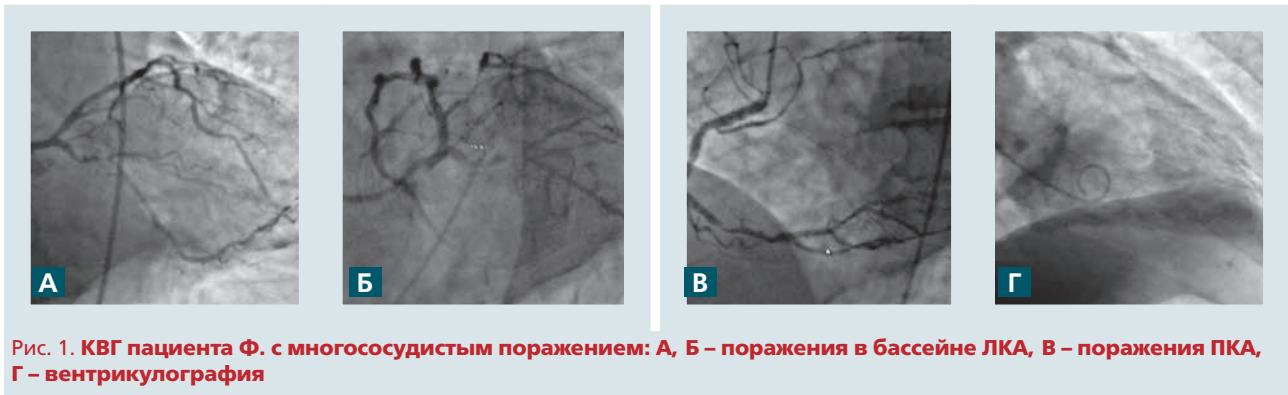 А
Б
В
Г
Рис. 1. КВГ пациента Ф. с многососудистым поражением: А, Б – поражения в бассейне ЛКА, В – поражения ПКА,
Г – вентрикулография